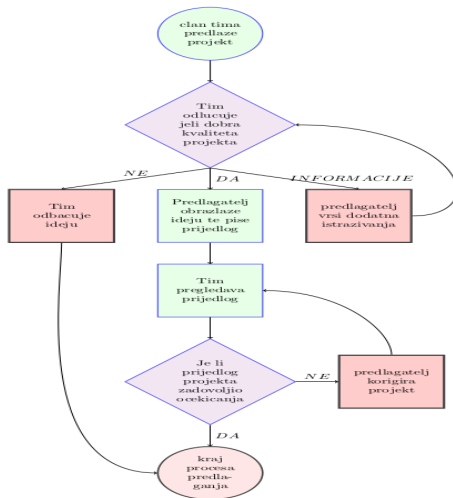 clan tima
predlaze
projekt
Tim
odlucuje
jeli dobra
kvaliteta
projekta
NE
DA
INFORMACIJE
Tim
odbacuje
ideju
Predlagatelj
obrazlaze
ideju te pise
prijedlog
predlagatelj
vrsi dodatna
istrazivanja
Tim
pregledava
prijedlog
Je li
prijedlog
projekta
zadovoljio
ocekicanja
NE
predlagatelj
korigira
projekt
DA
kraj
procesa
predla-
ganja